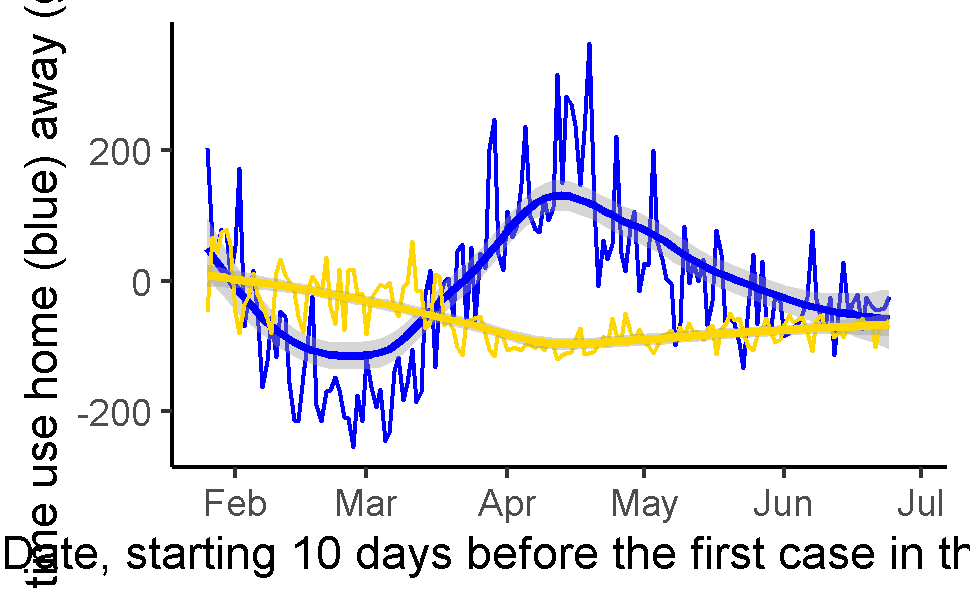 time use home (blue) away (
200
0
-200
Feb Mar Apr May Jun Jul
Date, starting 10 days before the first case in th